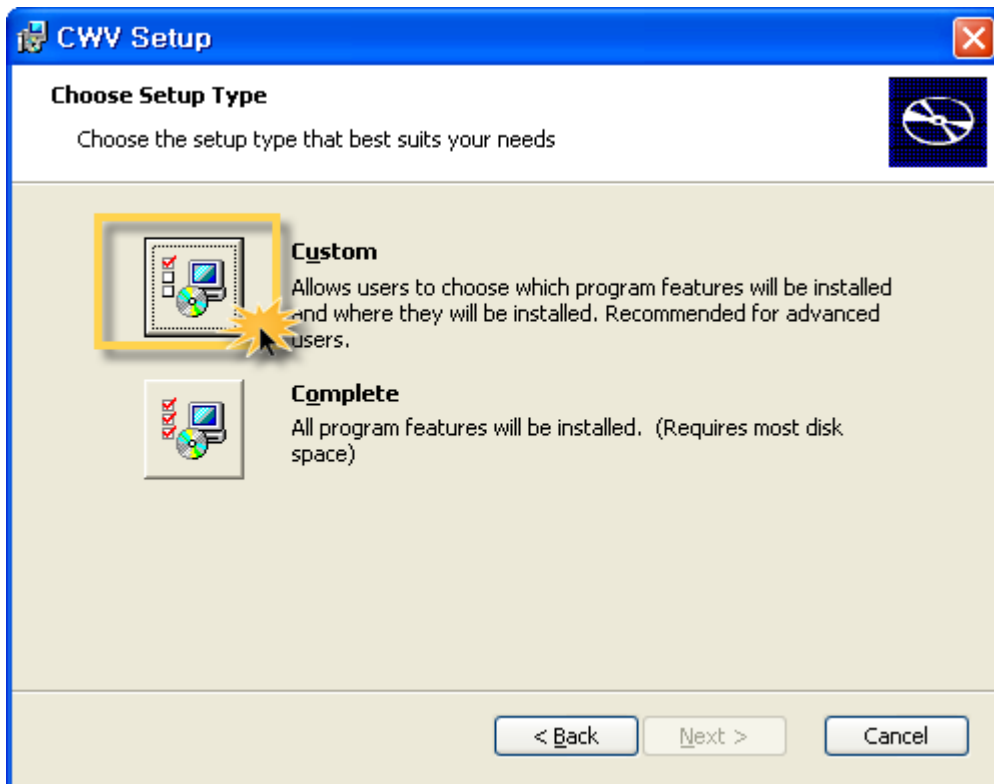 CWV Setup
Choose Setup Type
Choose the setup type that best suits your needs
Custom
Allows users to choose which program features will be installed
and where they will be installed. Recommended for advanced
users.
Complete
All program features will be installed.  (Requires most disk
space)
< Back
Next >
Cancel